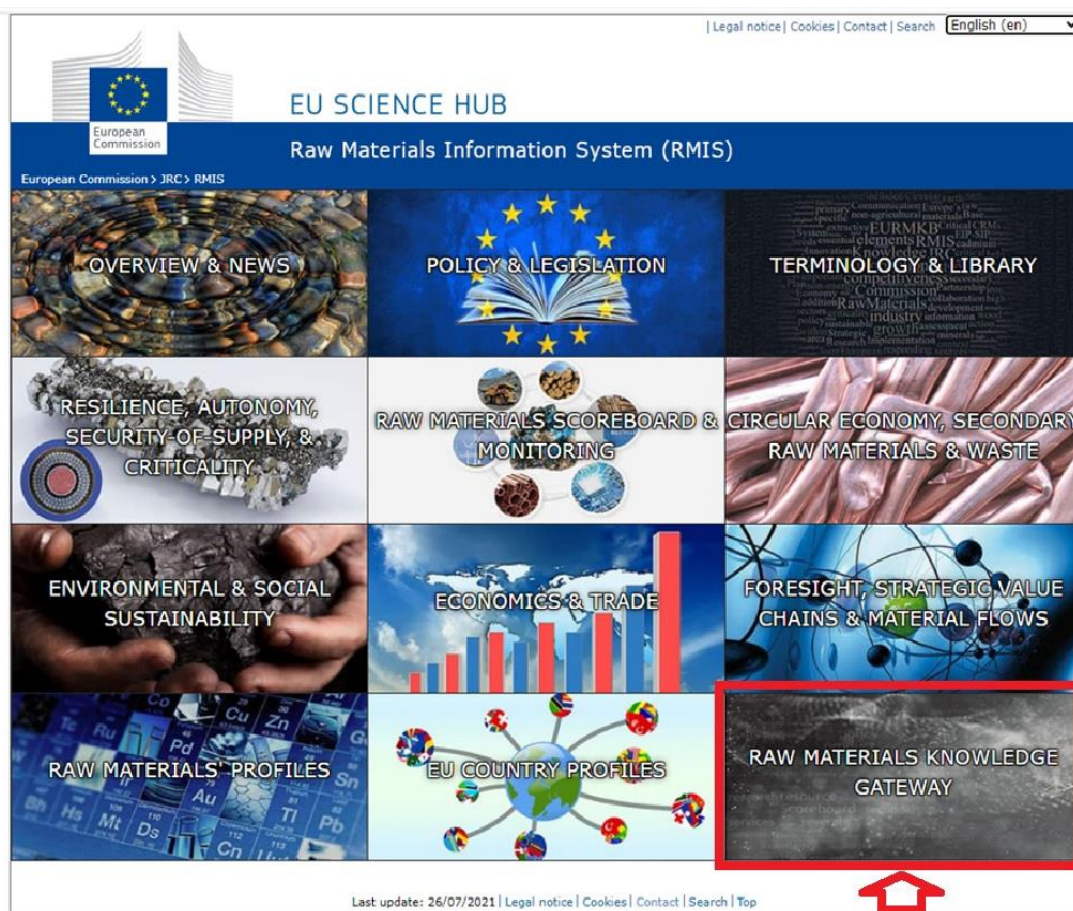 | Legal notice | Cookies | Contact | Search English (en)
European
Commission
EU SCIENCE HUB
Raw Materials Information System (RMIS)
European Commission > JRC > RMIS
OVERVIEW & NEWS
POLICY & LEGISLATION
TERMINOLOGY & LIBRARY
RESILIENCE, AUTONOMY,
SECURITY-OF-SUPPLY, &
CRITICALITY
RAW MATERIALS SCOREBOARD &
MONITORING
CIRCULAR ECONOMY, SECONDARY
RAW MATERIALS & WASTE
ENVIRONMENTAL & SOCIAL
SUSTAINABILITY
ECONOMICS & TRADE
FORESIGHT, STRATEGIC VALUE
CHAINS & MATERIAL FLOWS
RAW MATERIALS' PROFILES
EU COUNTRY PROFILES
RAW MATERIALS KNOWLEDGE
GATEWAY
Last update: 26/07/2021 | Legal notice | Cookies | Contact | Search | Top